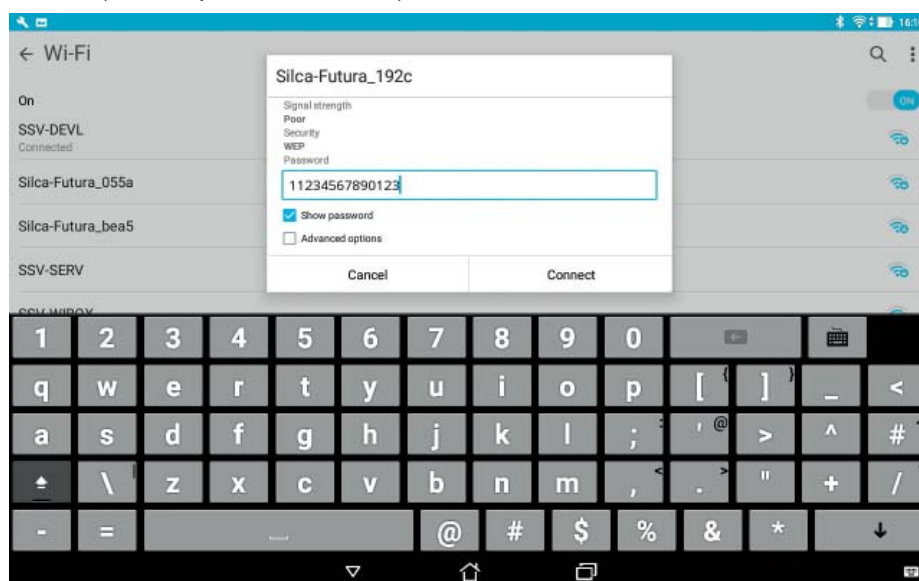 16:1
Wi-Fi
On
ON
SSV-DEVL
Connected
Silca-Futura_055a
Silca-Futura_bea5
SSV-SERV
Silca-Futura_192c
Signal strength
Poor
Security
WEP
Password
11234567890123
Show password
Advanced options
Cancel Connect
1 2 3 4 5 6 7 8 9 0
q w e r t y u i o p [ { ] } _ <
a s d f g h j k l ; : ' @ > ^ #
\ | z x c v b n m , < . > " + /
- = @ # $ % & *